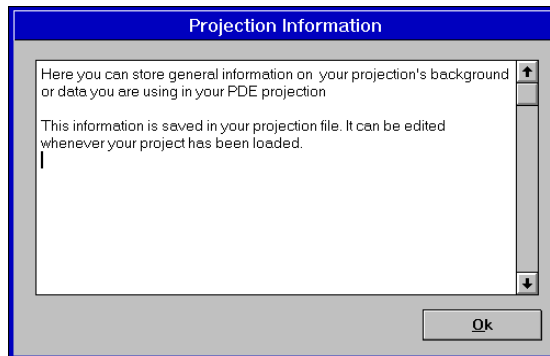 Projection Information
Here you can store general information on your projection's background
or data you are using in your PDE projection
This information is saved in your projection file. It can be edited
whenever your project has been loaded.
Ok